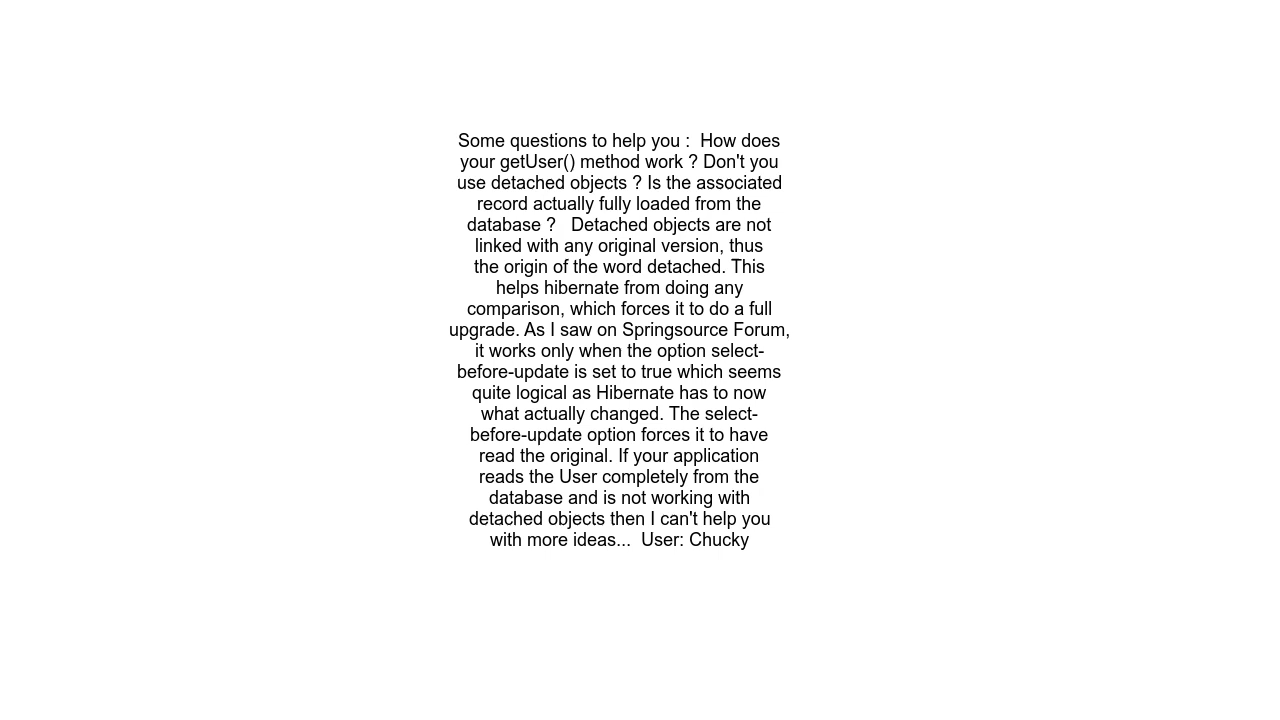 Some questions to help you :  How does
your getUser() method work ? Don't you
use detached objects ? Is the associated
record actually fully loaded from the
database ?   Detached objects are not
linked with any original version, thus
the origin of the word detached. This
helps hibernate from doing any
comparison, which forces it to do a full
upgrade. As I saw on Springsource Forum,
it works only when the option select-
before-update is set to true which seems
quite logical as Hibernate has to now
what actually changed. The select-
before-update option forces it to have
read the original. If your application
reads the User completely from the
database and is not working with
detached objects then I can't help you
with more ideas...  User: Chucky